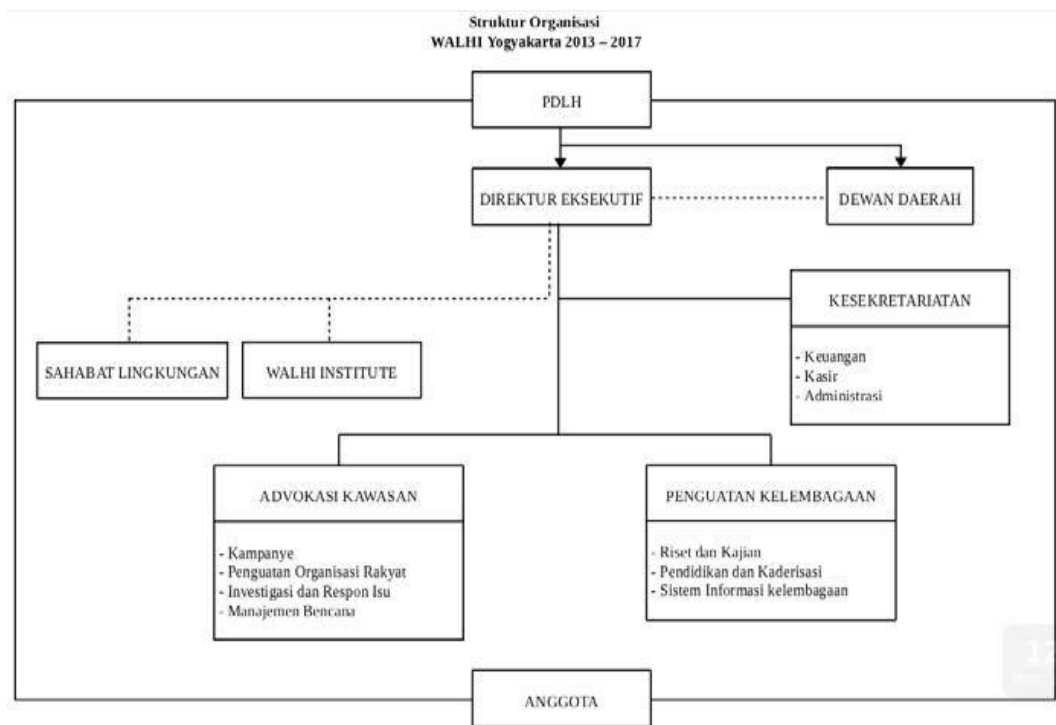 Struktur Organisasi
WALHI Yogyakarta 2013 – 2017
PDLH
DIREKTUR EKSEKUTIF
DEWAN DAERAH
KESEKRETARIATAN
- Keuangan
- Kasir
- Administrasi
SAHABAT LINGKUNGAN
WALHI INSTITUTE
ADVOKASI KAWASAN
- Kampanye
- Penguatan Organisasi Rakyat
- Investigasi dan Respon Isu
- Manajemen Bencana
PENGUATAN KELEMBAGAAN
- Riset dan Kajian
- Pendidikan dan Kaderisasi
- Sistem Informasi kelembagaan
ANGGOTA